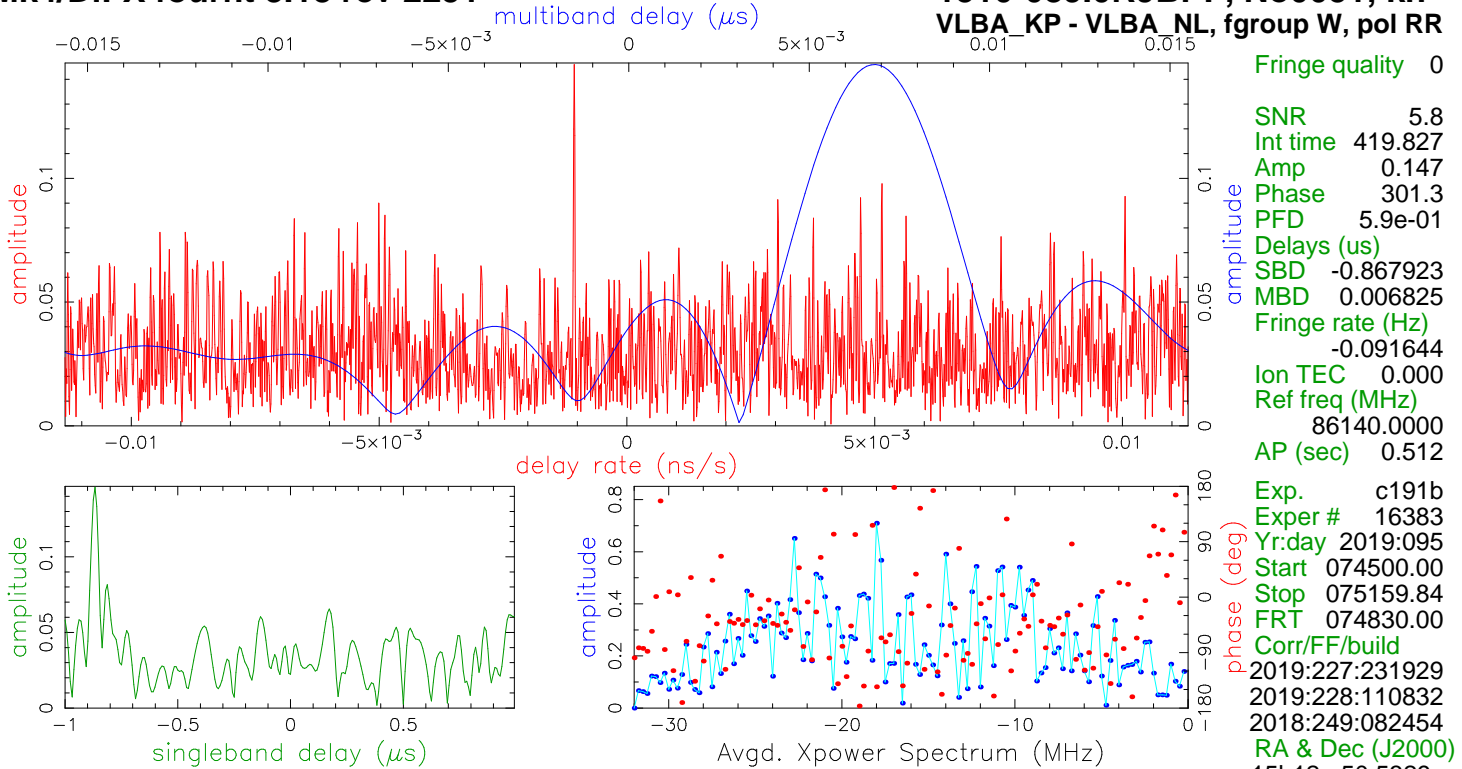 multiband delay (μs)
VLBA_KP - VLBA_NL, fgroup W, pol RR
−0.015 −0.01 −5×10⁻³ 0 5×10⁻³ 0.01 0.015
amplitude
0 0.05 0.1
amplitude
0 0.05 0.1
−0.01 −5×10⁻³ 0 5×10⁻³ 0.01
delay rate (ns/s)
amplitude
0 0.05 0.1
−1 −0.5 0 0.5
singleband delay (μs)
amplitude
0 0.2 0.4 0.6 0.8
phase (deg)
180 90 0 −90 −180
−30 −20 −10 0
Avgd. Xpower Spectrum (MHz)
Fringe quality 0
SNR 5.8
Int time 419.827
Amp 0.147
Phase 301.3
PFD 5.9e-01
Delays (us)
SBD -0.867923
MBD 0.006825
Fringe rate (Hz)
-0.091644
Ion TEC 0.000
Ref freq (MHz)
86140.0000
AP (sec) 0.512
Exp. c191b
Exper # 16383
Yr:day 2019:095
Start 074500.00
Stop 075159.84
FRT 074830.00
Corr/FF/build
2019:227:231929
2019:228:110832
2018:249:082454
RA & Dec (J2000)